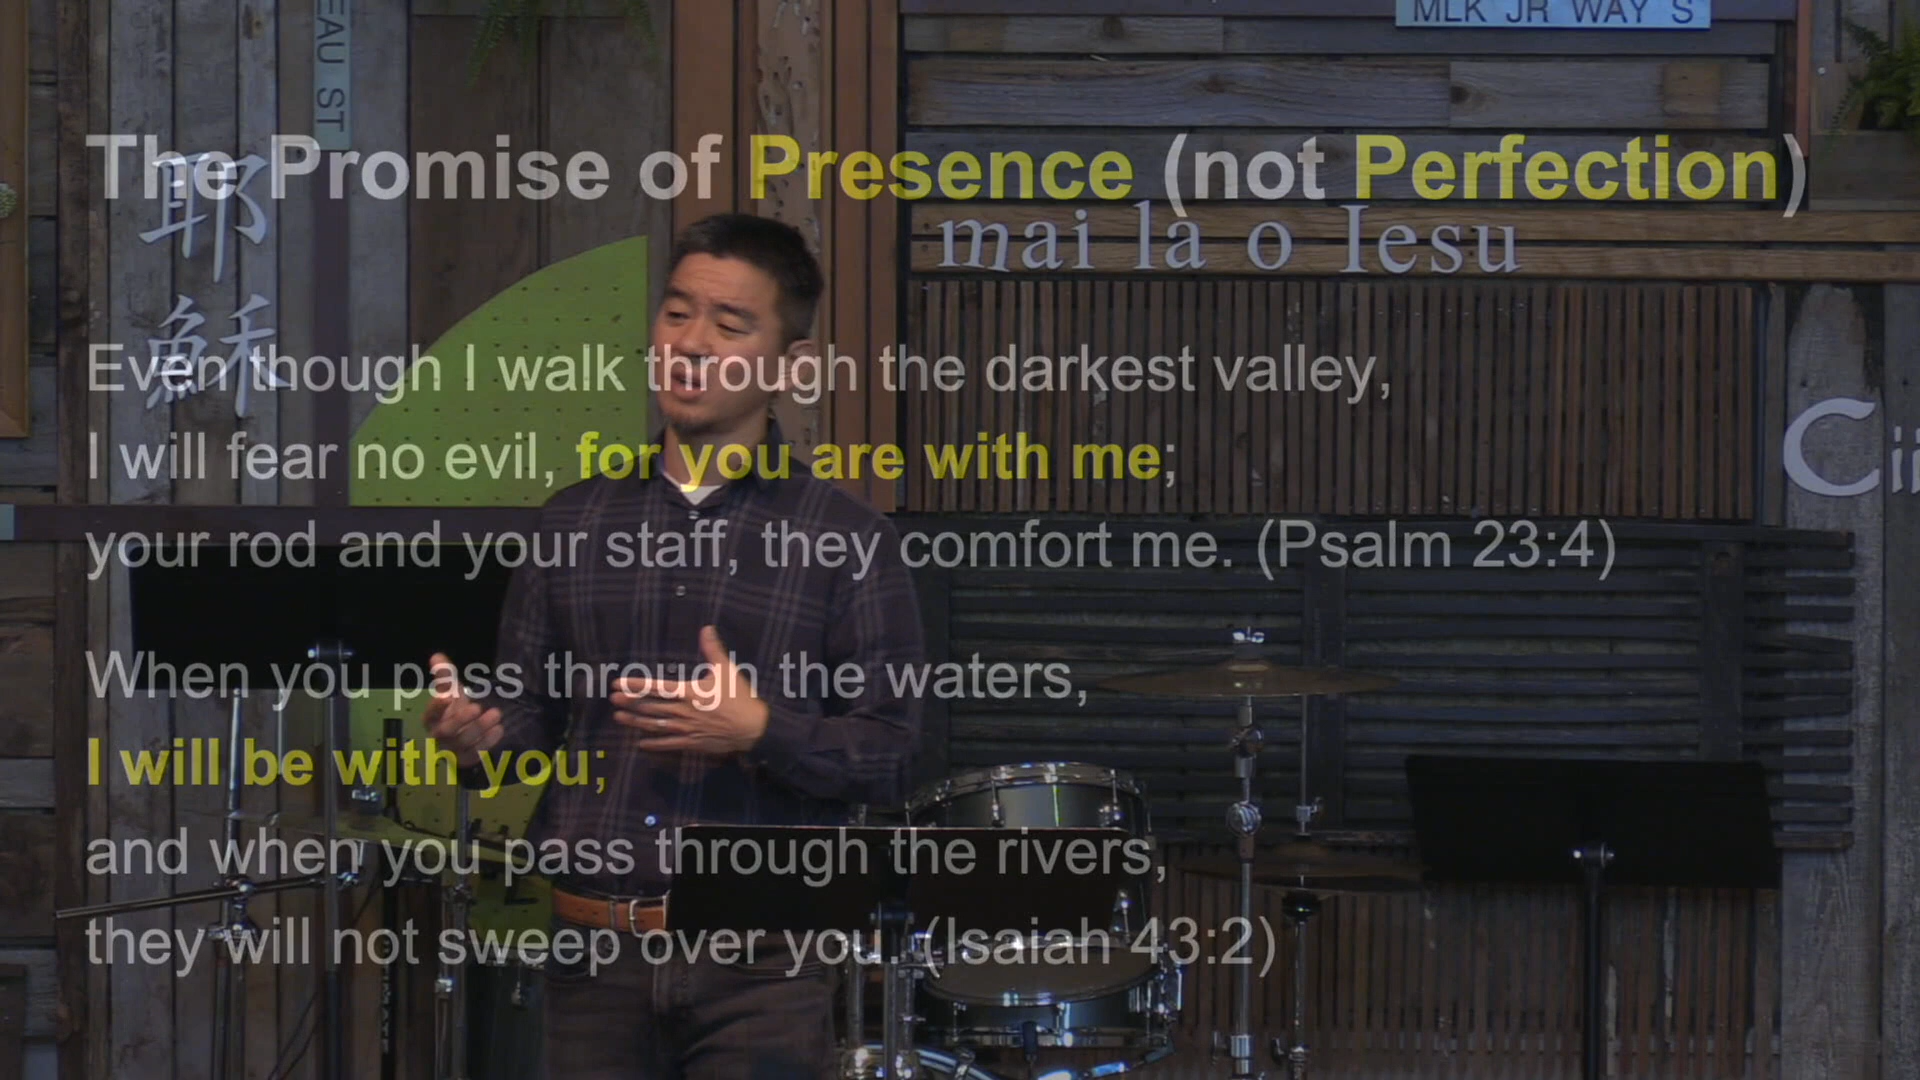 EAU ST
MLK JR WAY S
The Promise of Presence (not Perfection)
耶穌
mai la o Iesu
Even though I walk through the darkest valley,
I will fear no evil, for you are with me;
your rod and your staff, they comfort me. (Psalm 23:4)
When you pass through the waters,
I will be with you;
and when you pass through the rivers,
they will not sweep over you. (Isaiah 43:2)